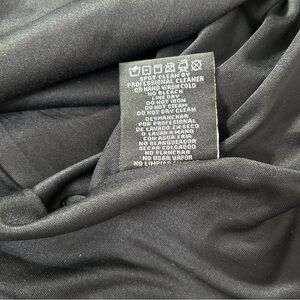 SPOT CLEAN BY
PROFESSIONAL CLEANER
OR HAND WASH COLD
NO BLEACH
LINE DRY
DO NOT IRON
DO NOT STEAM
DO NOT DRY CLEAN
DESMANCHAR
POR PROFESIONAL
DE LAVADO EN SECO
O LAVAR A MANO
CON AGUA FRIA
NO BLANQUEADOR
SECAR COLGADO
NO PLANCHAR
NO USAR VAPOR
NO LIMPIAR